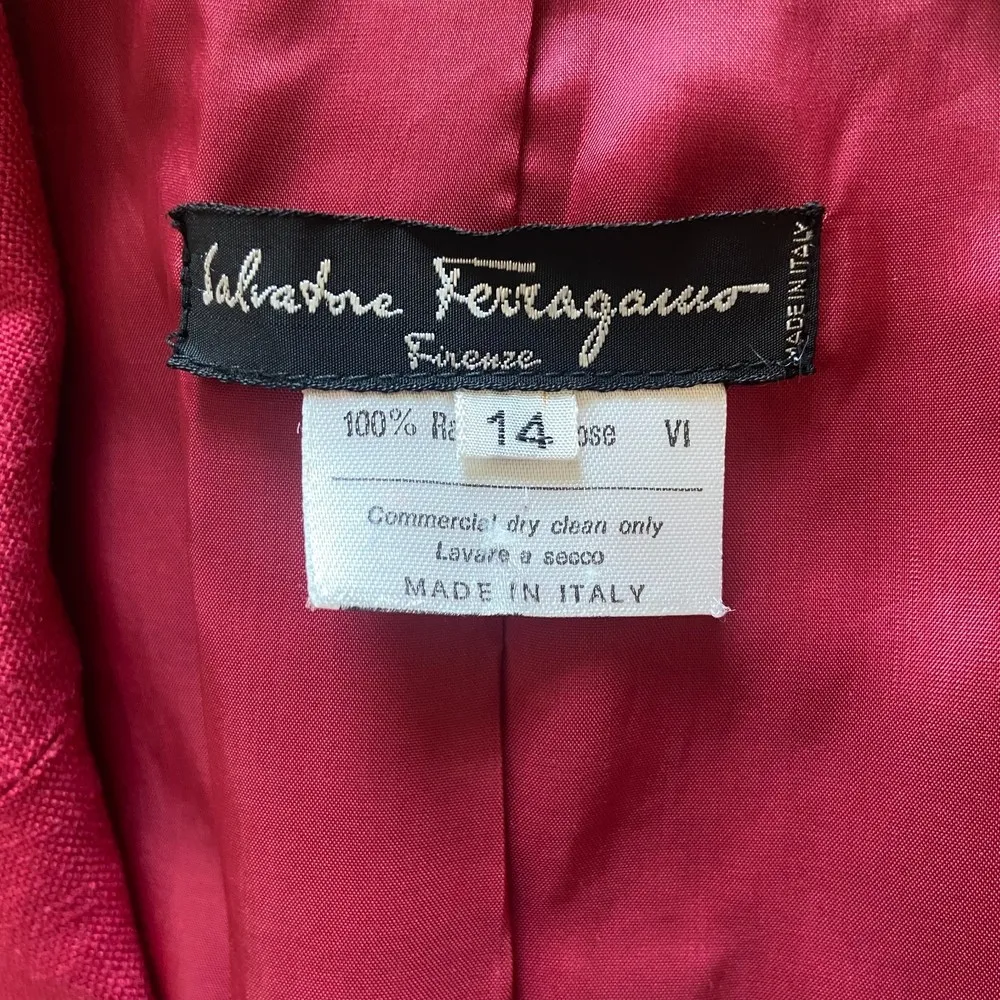 Salvatore Ferragamo
Firenze
MADE IN ITALY
14
100% Ra ose VI
Commercial dry clean only
Lavare a secco
MADE IN ITALY